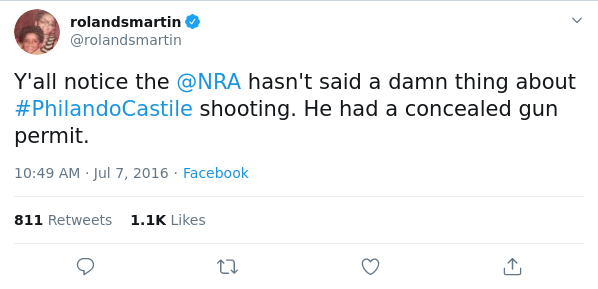 rolandsmartin
@rolandsmartin
Y'all notice the @NRA hasn't said a damn thing about
#PhilandoCastile shooting. He had a concealed gun
permit.
10:49 AM · Jul 7, 2016 · Facebook
811 Retweets 1.1K Likes